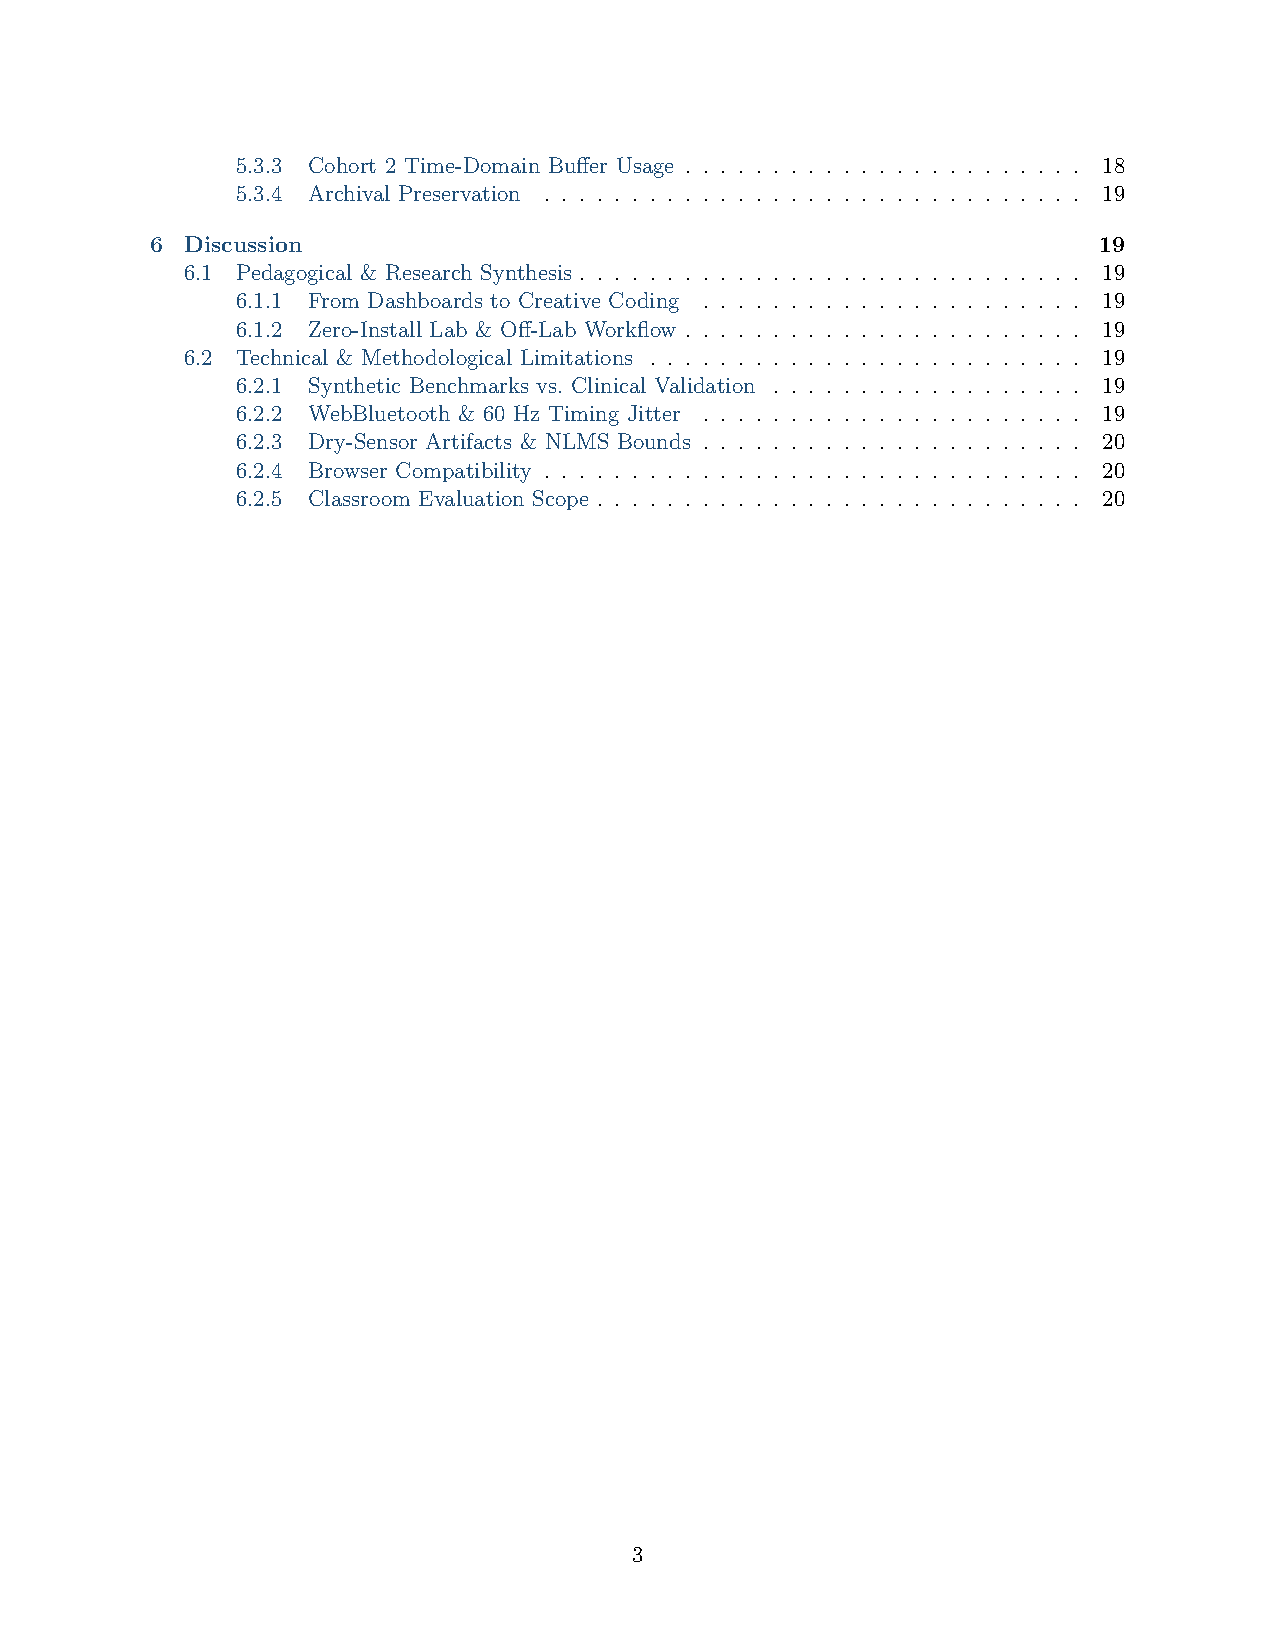 5.3.3 Cohort 2 Time-Domain Buffer Usage . . . . . . . . . . . . . . . . . . . . . . . 18
5.3.4 Archival Preservation . . . . . . . . . . . . . . . . . . . . . . . . . . . . . . . 19
6 Discussion 19
6.1 Pedagogical & Research Synthesis . . . . . . . . . . . . . . . . . . . . . . . . . . . . . 19
6.1.1 From Dashboards to Creative Coding . . . . . . . . . . . . . . . . . . . . . . 19
6.1.2 Zero-Install Lab & Off-Lab Workflow . . . . . . . . . . . . . . . . . . . . . . . 19
6.2 Technical & Methodological Limitations . . . . . . . . . . . . . . . . . . . . . . . . . 19
6.2.1 Synthetic Benchmarks vs. Clinical Validation . . . . . . . . . . . . . . . . . . 19
6.2.2 WebBluetooth & 60 Hz Timing Jitter . . . . . . . . . . . . . . . . . . . . . . 19
6.2.3 Dry-Sensor Artifacts & NLMS Bounds . . . . . . . . . . . . . . . . . . . . . . 20
6.2.4 Browser Compatibility . . . . . . . . . . . . . . . . . . . . . . . . . . . . . . . 20
6.2.5 Classroom Evaluation Scope . . . . . . . . . . . . . . . . . . . . . . . . . . . . 20
3